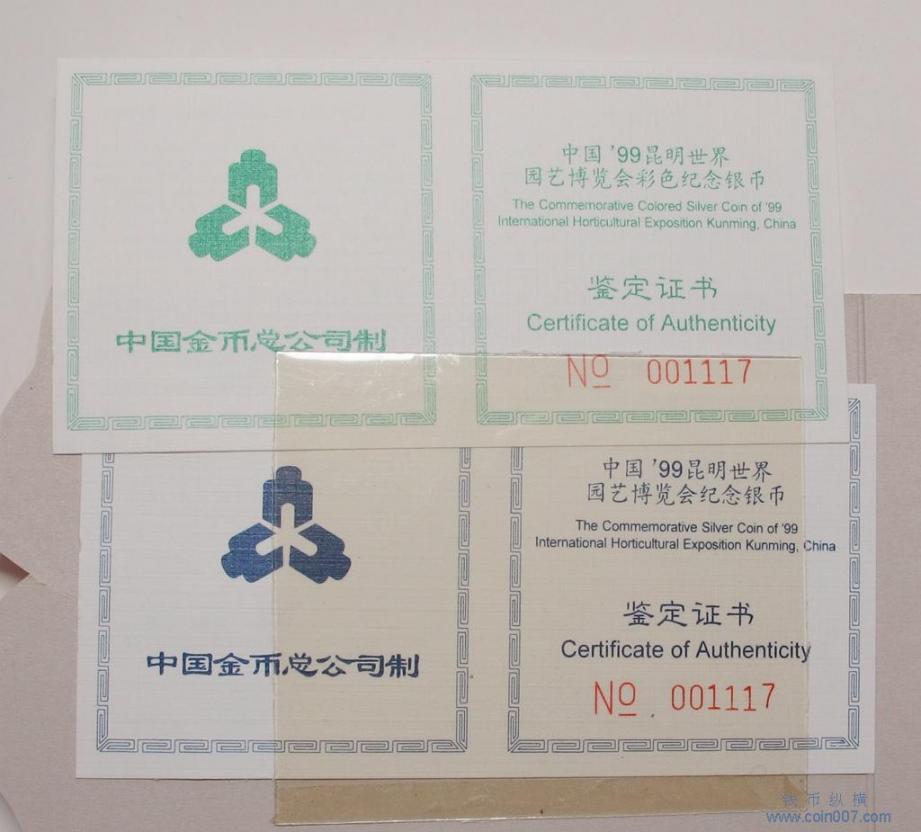 中国 '99昆明世界
园艺博览会彩色纪念银币
The Commemorative Colored Silver Coin of '99
International Horticultural Exposition Kunming, China
鉴定证书
Certificate of Authenticity
中国金币总公司制
No 001117
中国 '99昆明世界
园艺博览会纪念银币
The Commemorative Silver Coin of '99
International Horticultural Exposition Kunming, China
鉴定证书
Certificate of Authenticity
中国金币总公司制
No 001117
钱币纵横
www.coin007.com